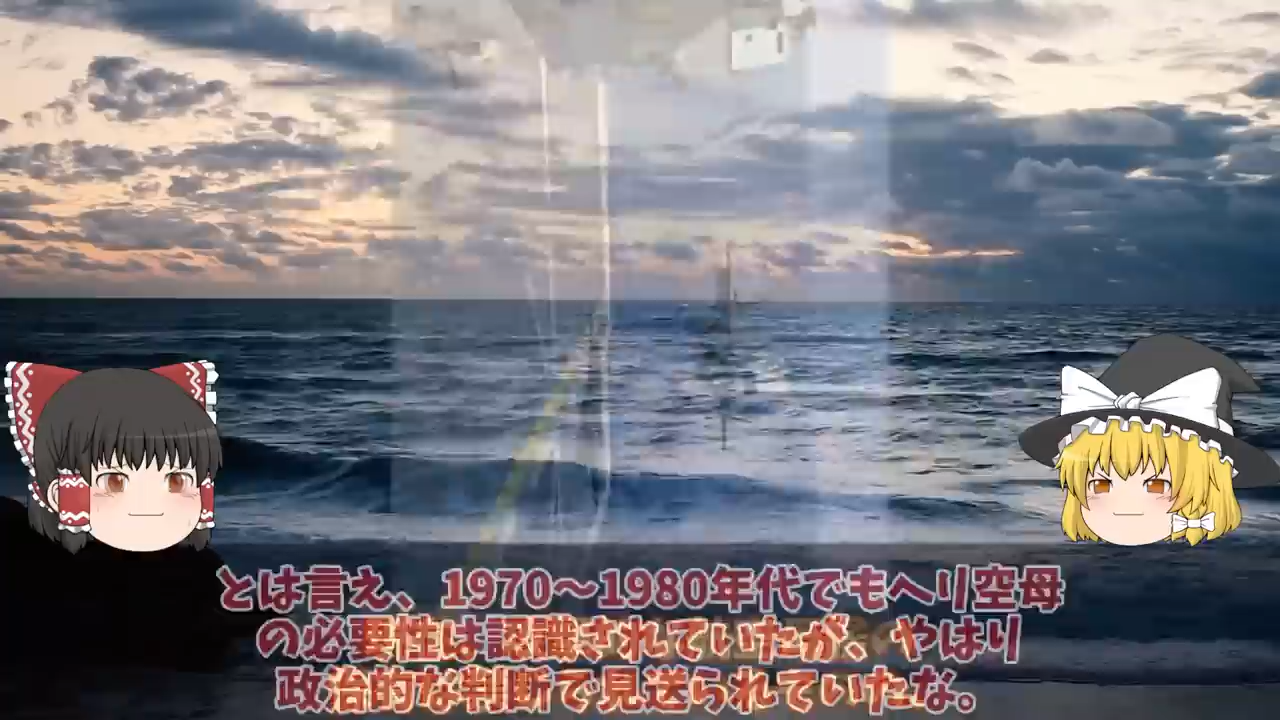 とは言え、1970～1980年代でもヘリ空母
の必要性は認識されていたが、やはり
政治的な判断で見送られていたな。